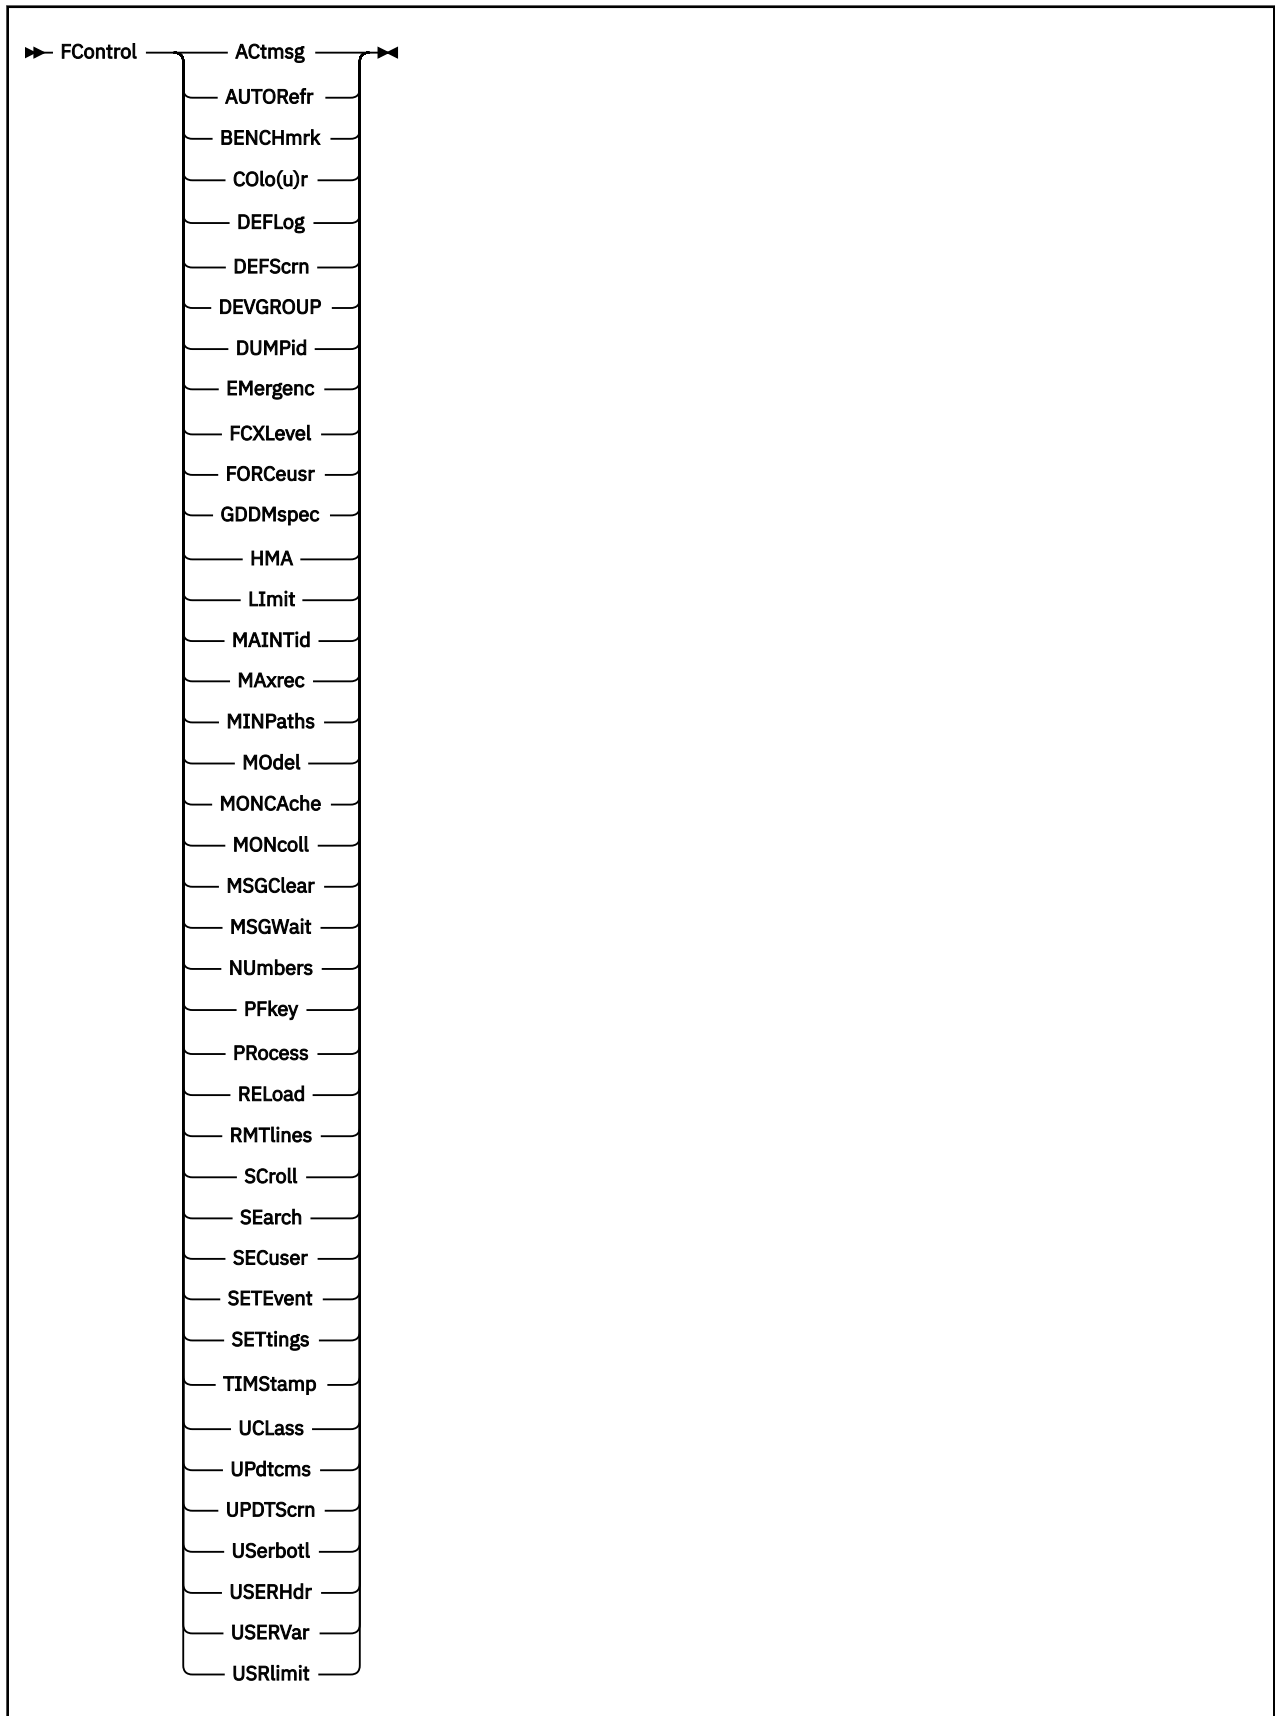 FControl ACtmsg
AUTORefr
BENCHmrk
COlo(u)r
DEFLog
DEFScrn
DEVGROUP
DUMPid
EMergenc
FCXLevel
FORCeusr
GDDMspec
HMA
LImit
MAINTid
MAxrec
MINPaths
MOdel
MONCAche
MONcoll
MSGClear
MSGWait
NUmbers
PFkey
PRocess
RELoad
RMTlines
SCroll
SEarch
SECuser
SETEvent
SETtings
TIMStamp
UCLass
UPdtcms
UPDTScrn
USerbotl
USERHdr
USERVar
USRlimit